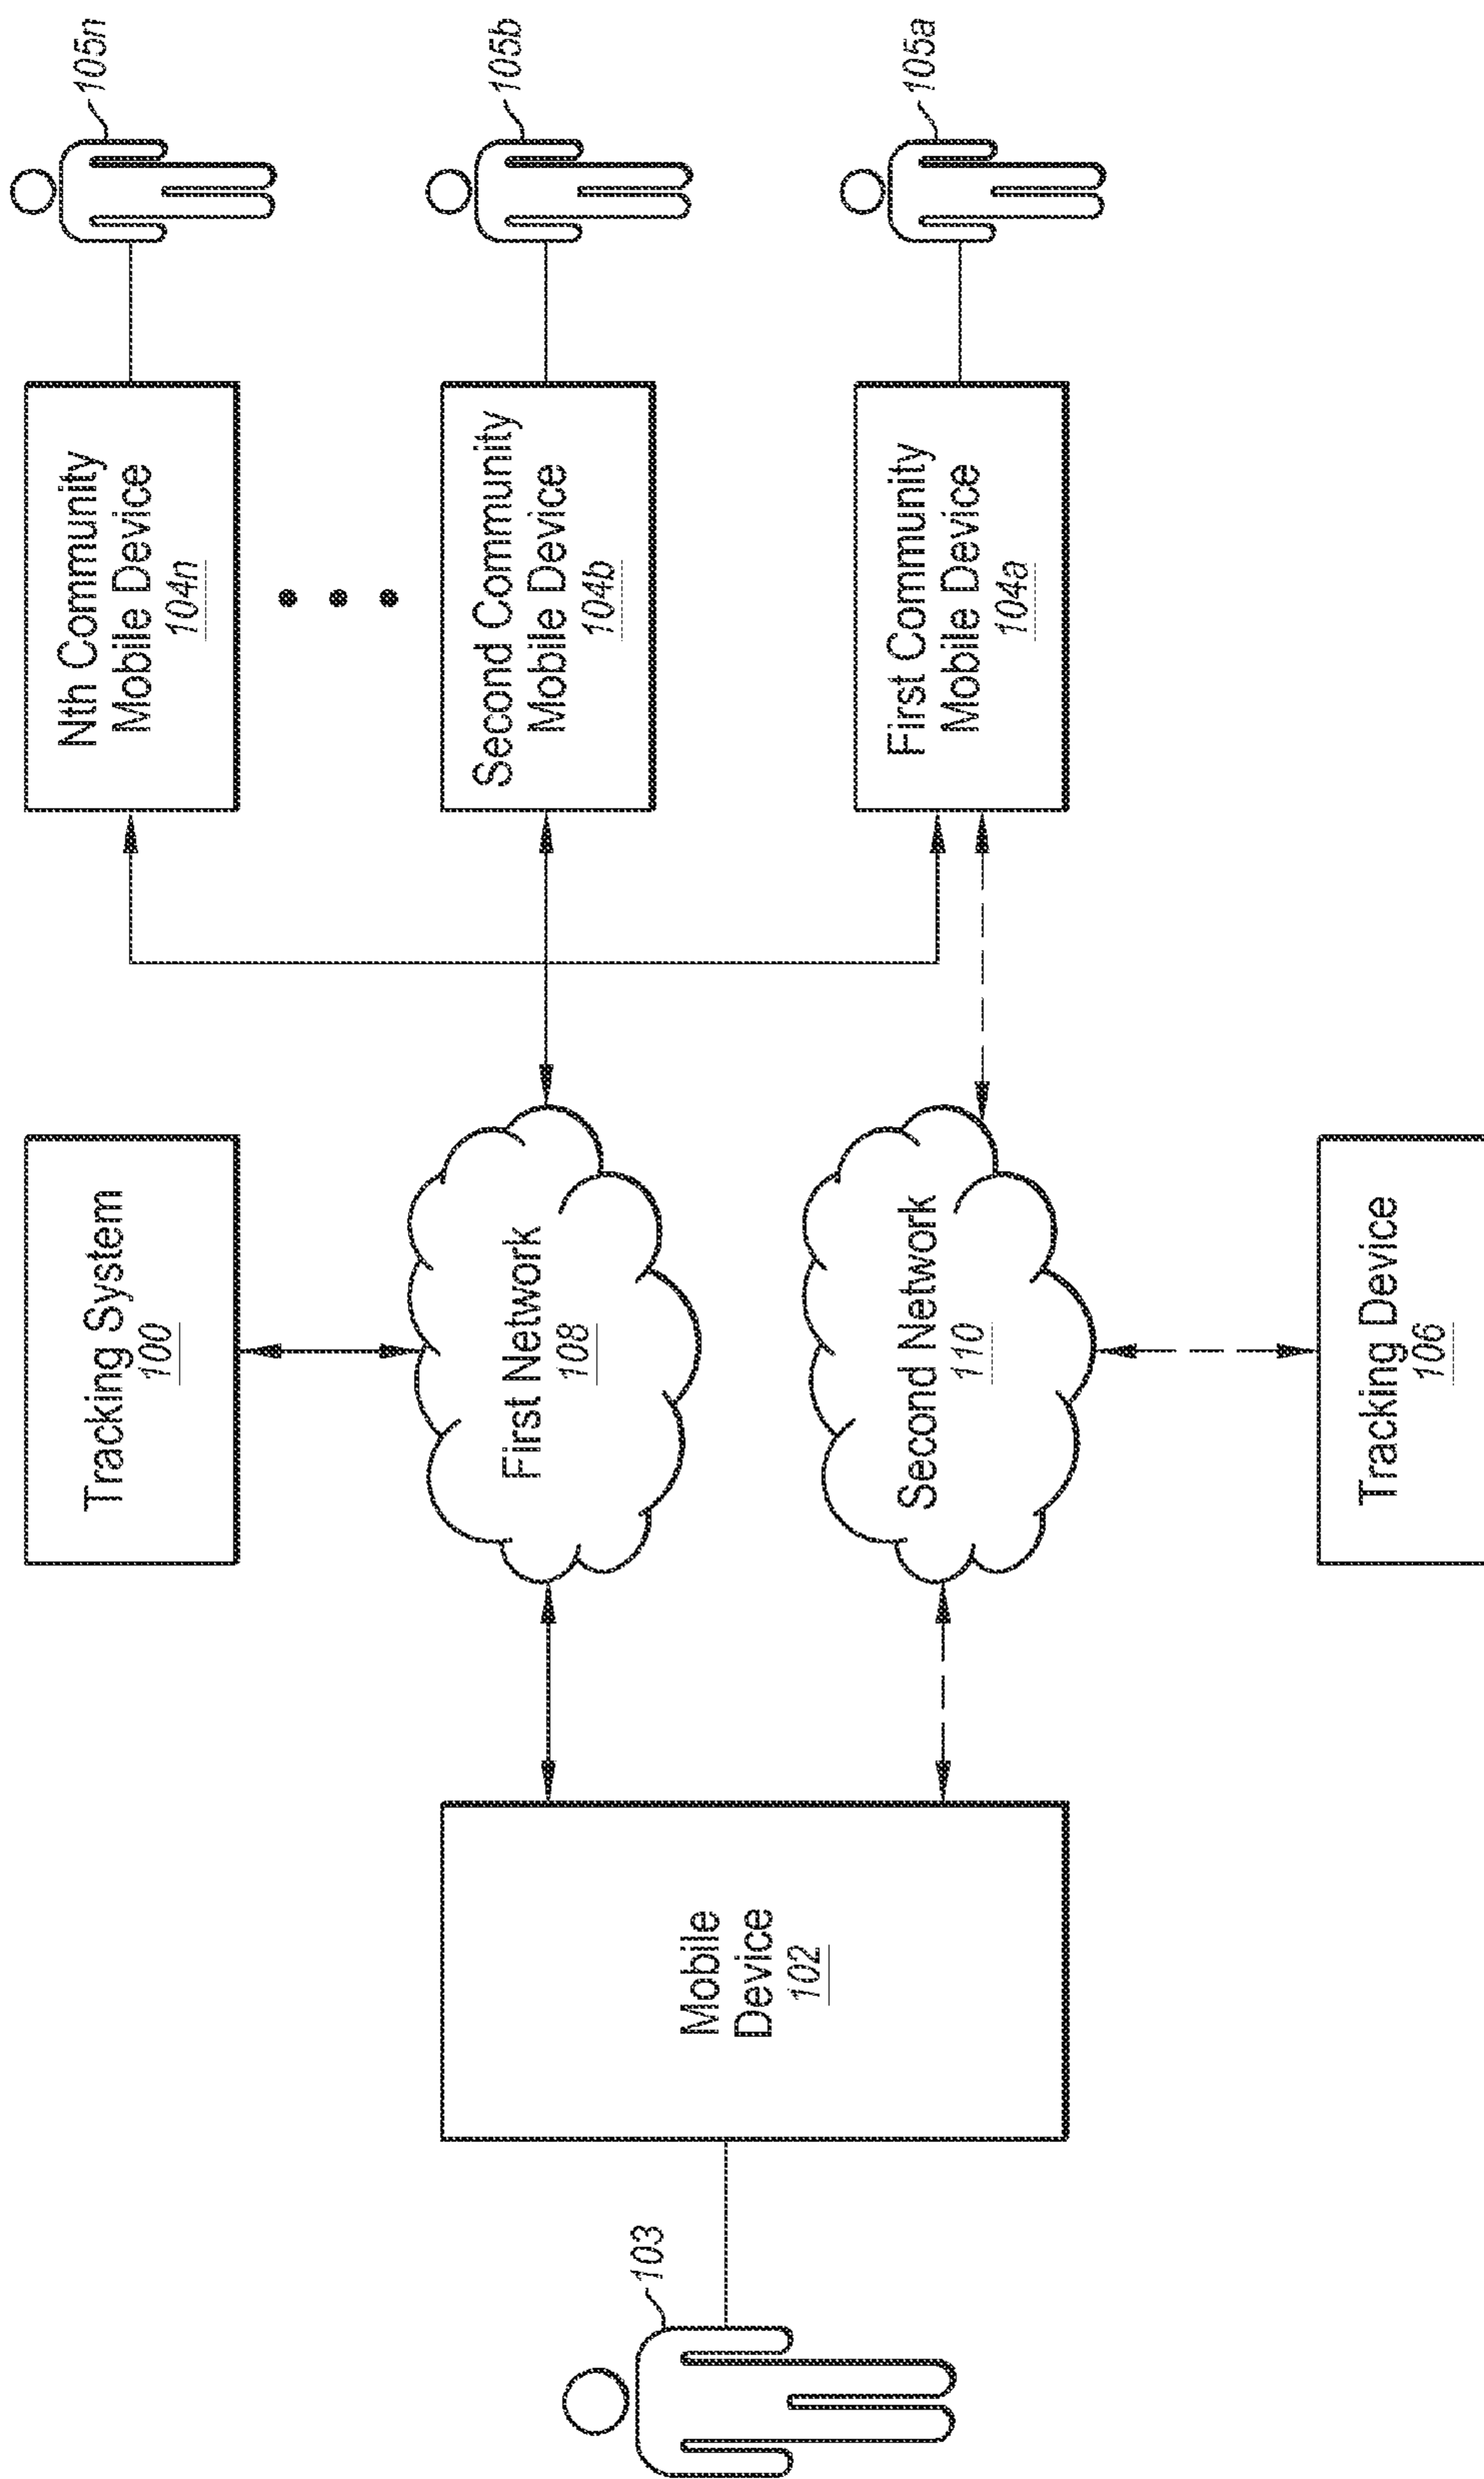 Tracking System
100
Nth Community
Mobile Device
104n
105n
103
Mobile
Device
102
First Network
108
Second Community
Mobile Device
104b
105b
Second Network
110
First Community
Mobile Device
104a
105a
Tracking Device
106